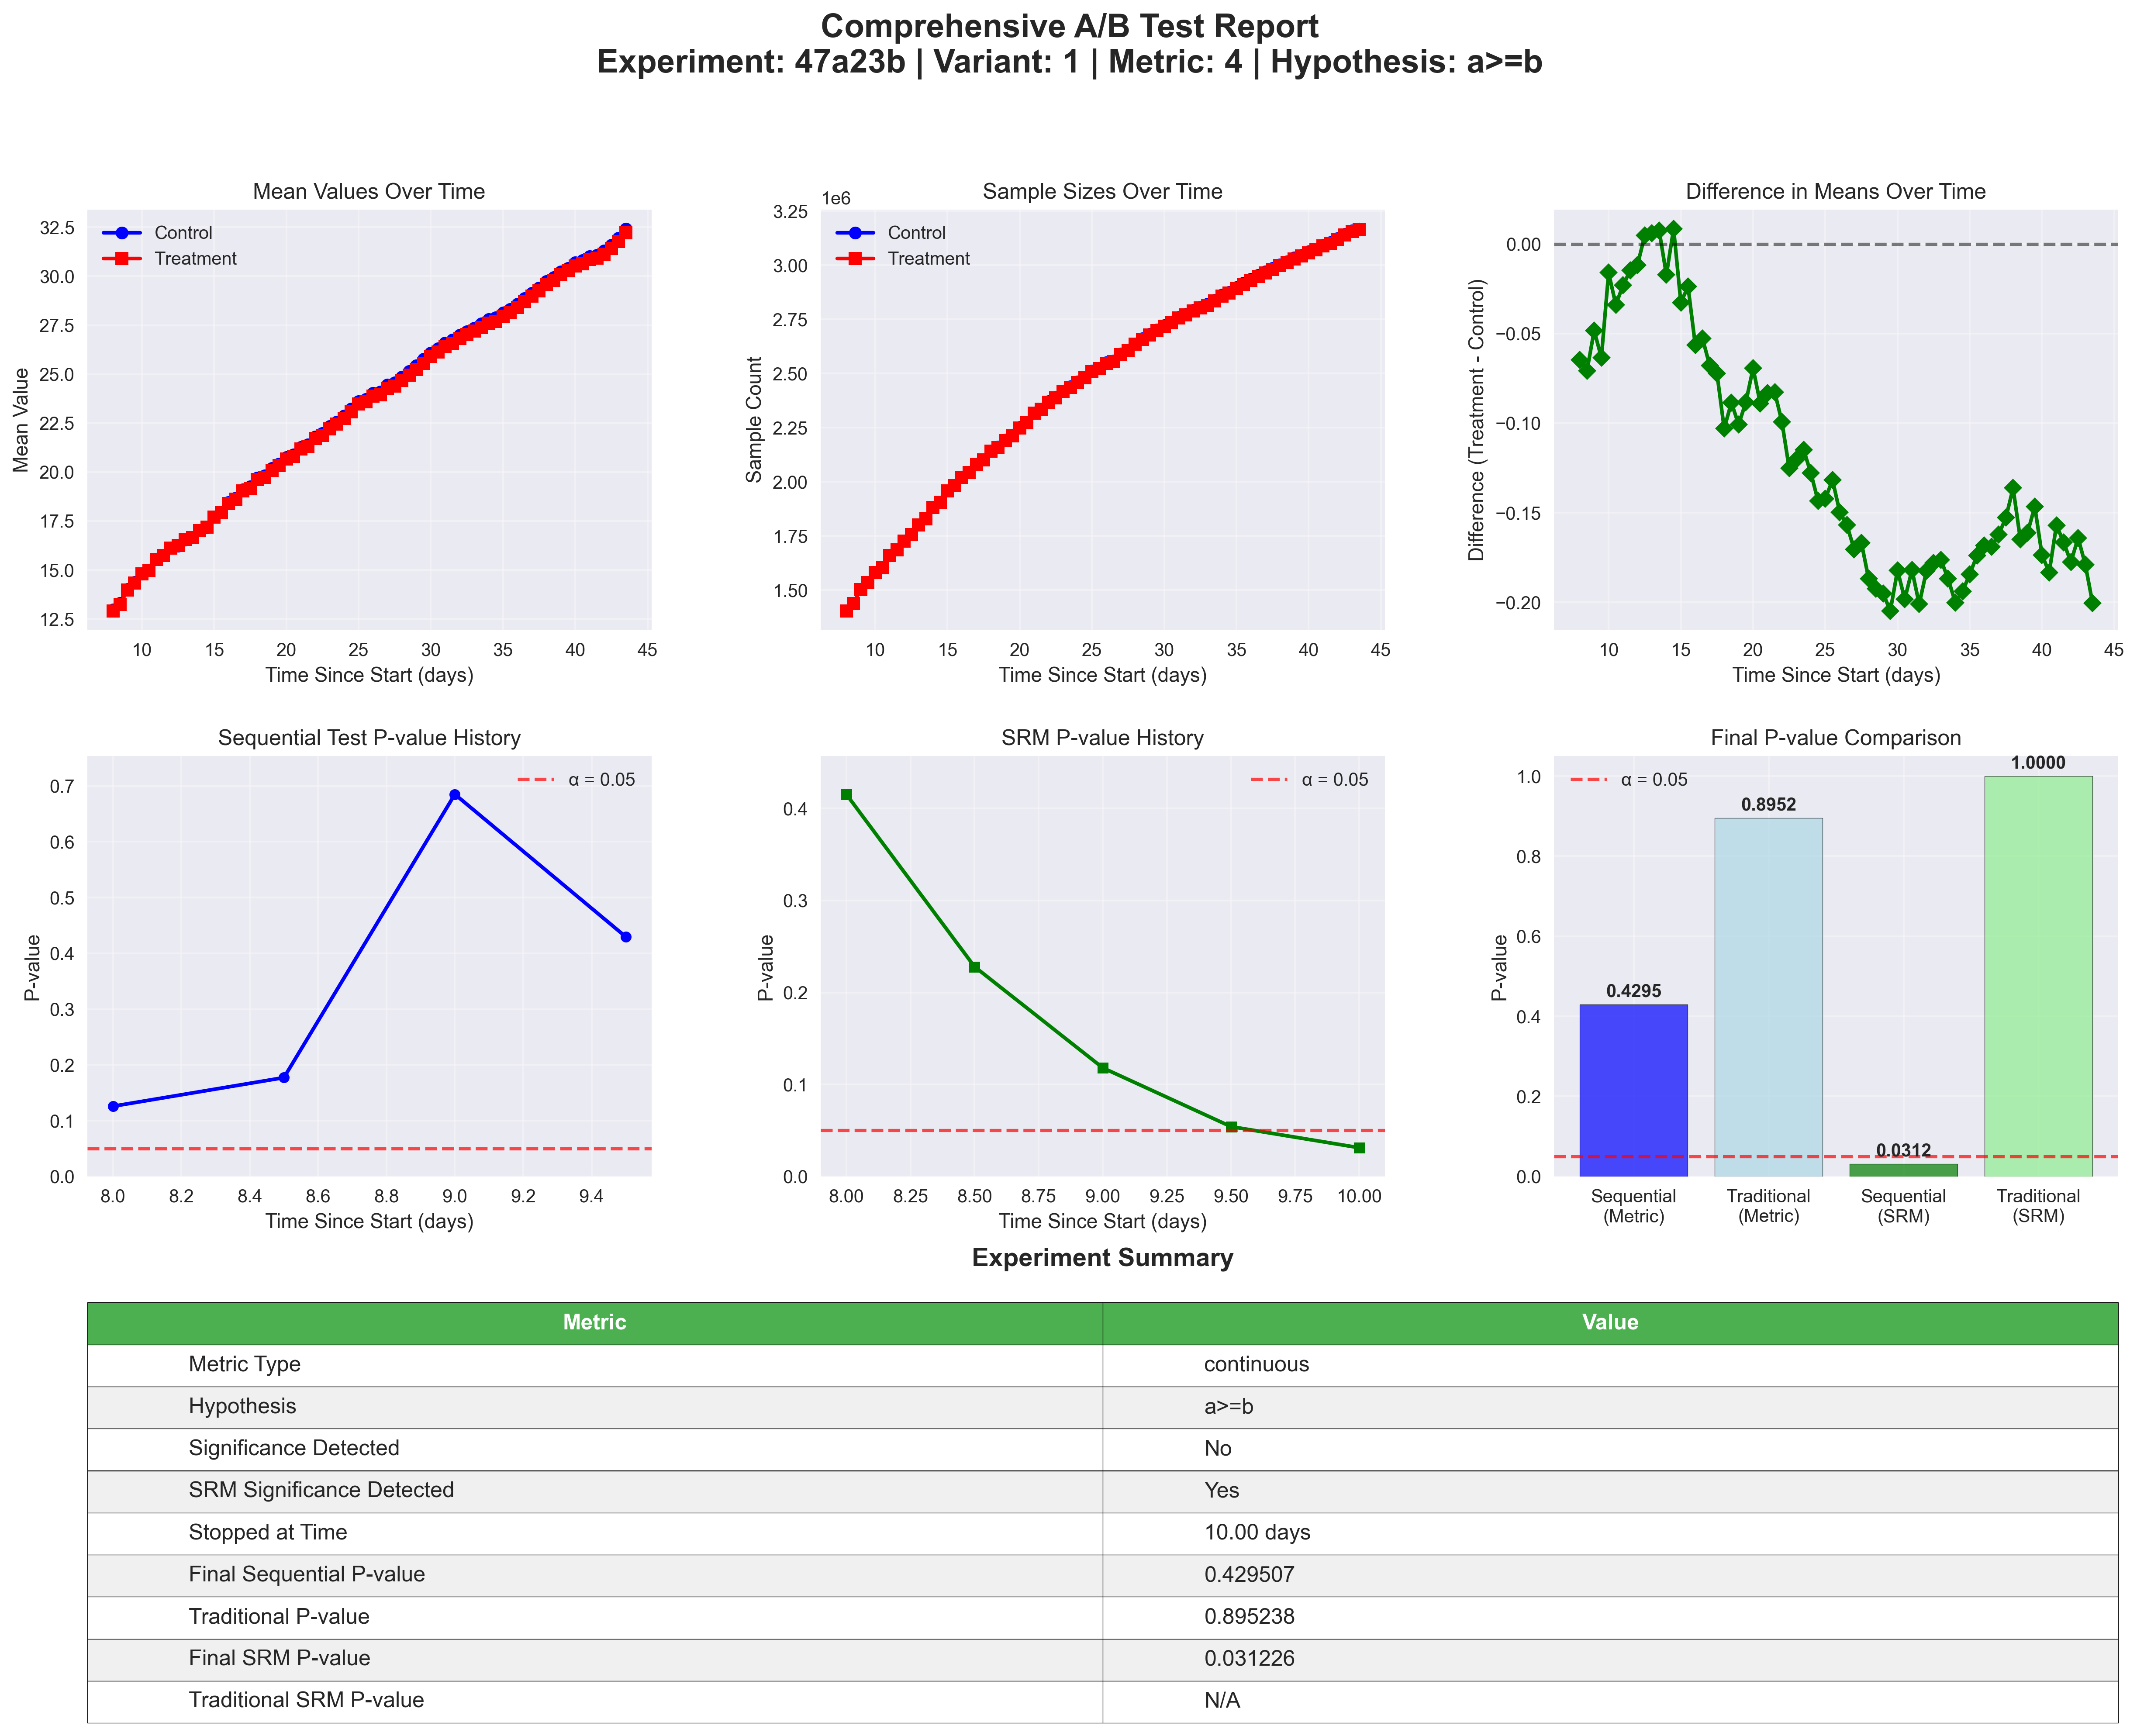 Comprehensive A/B Test Report
Experiment: 47a23b | Variant: 1 | Metric: 4 | Hypothesis: a>=b
Mean Values Over Time
Control
Treatment
Mean Value
32.5
30.0
27.5
25.0
22.5
20.0
17.5
15.0
12.5
10 15 20 25 30 35 40 45
Time Since Start (days)
Sample Sizes Over Time
1e6
Control
Treatment
Sample Count
3.25
3.00
2.75
2.50
2.25
2.00
1.75
1.50
10 15 20 25 30 35 40 45
Time Since Start (days)
Difference in Means Over Time
Difference (Treatment - Control)
0.00
−0.05
−0.10
−0.15
−0.20
10 15 20 25 30 35 40 45
Time Since Start (days)
Sequential Test P-value History
α = 0.05
P-value
0.7
0.6
0.5
0.4
0.3
0.2
0.1
0.0
8.0 8.2 8.4 8.6 8.8 9.0 9.2 9.4
Time Since Start (days)
SRM P-value History
α = 0.05
P-value
0.4
0.3
0.2
0.1
0.0
8.00 8.25 8.50 8.75 9.00 9.25 9.50 9.75 10.00
Time Since Start (days)
Final P-value Comparison
α = 0.05
P-value
1.0
0.8
0.6
0.4
0.2
0.0
0.4295
0.8952
0.0312
1.0000
Sequential
(Metric)
Traditional
(Metric)
Sequential
(SRM)
Traditional
(SRM)
Experiment Summary
Metric Value
Metric Type continuous
Hypothesis a>=b
Significance Detected No
SRM Significance Detected Yes
Stopped at Time 10.00 days
Final Sequential P-value 0.429507
Traditional P-value 0.895238
Final SRM P-value 0.031226
Traditional SRM P-value N/A